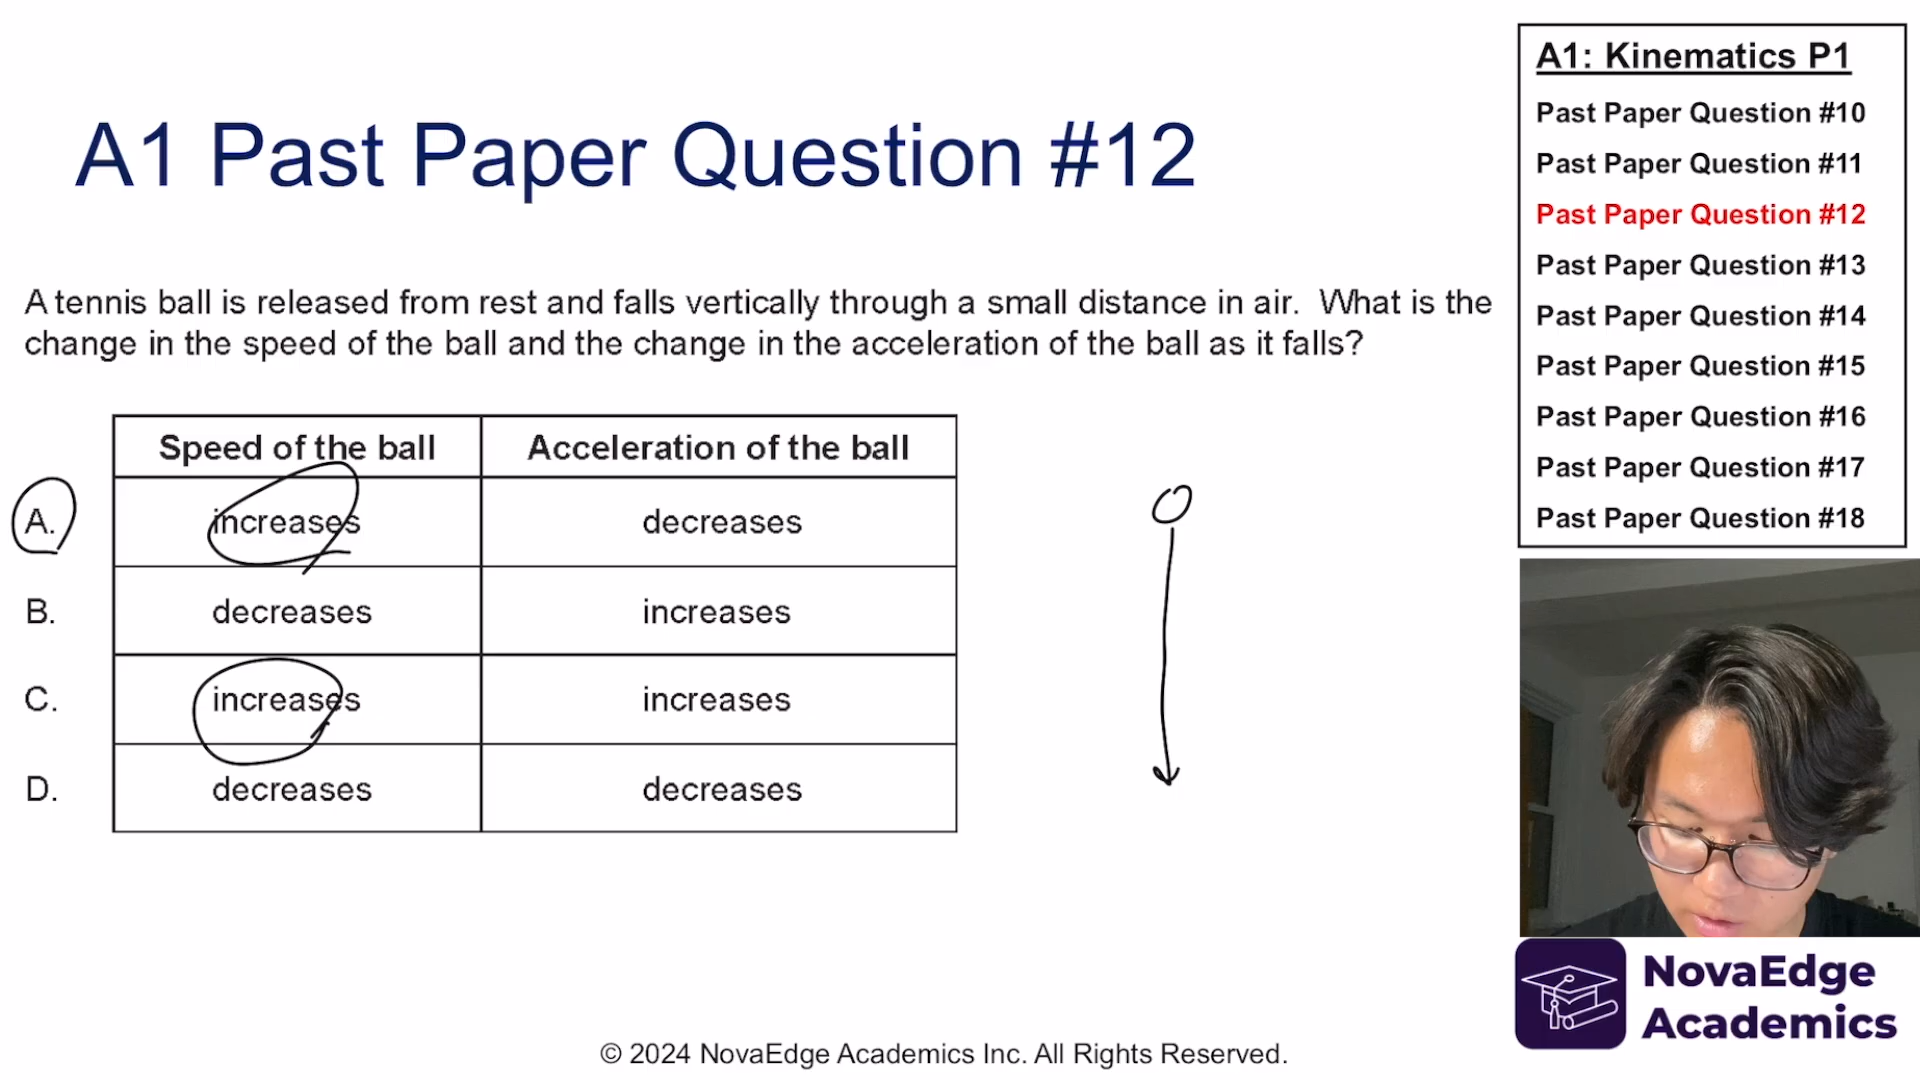 A1 Past Paper Question #12
A tennis ball is released from rest and falls vertically through a small distance in air. What is the
change in the speed of the ball and the change in the acceleration of the ball as it falls?
Speed of the ball Acceleration of the ball
A. increases decreases
B. decreases increases
C. increases increases
D. decreases decreases
A1: Kinematics P1
Past Paper Question #10
Past Paper Question #11
Past Paper Question #12
Past Paper Question #13
Past Paper Question #14
Past Paper Question #15
Past Paper Question #16
Past Paper Question #17
Past Paper Question #18
NovaEdge
Academics
© 2024 NovaEdge Academics Inc. All Rights Reserved.